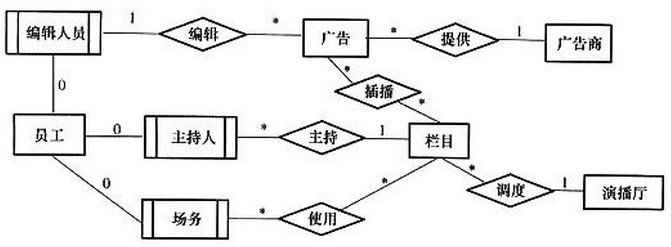 编辑人员 1 编辑 * 广告 * 提供 1 广告商
0 * 插播 *
员工 0 主持人 * 主持 1 栏目
0 * * 调度 1 演播厅
场务 * 使用